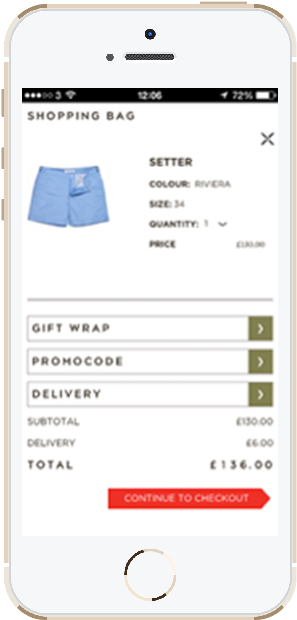 3 12:06 72%
SHOPPING BAG
SETTER
COLOUR: RIVIERA
SIZE: 34
QUANTITY: 1
PRICE £130.00
GIFT WRAP
PROMOCODE
DELIVERY
SUBTOTAL £130.00
DELIVERY £6.00
TOTAL £136.00
CONTINUE TO CHECKOUT